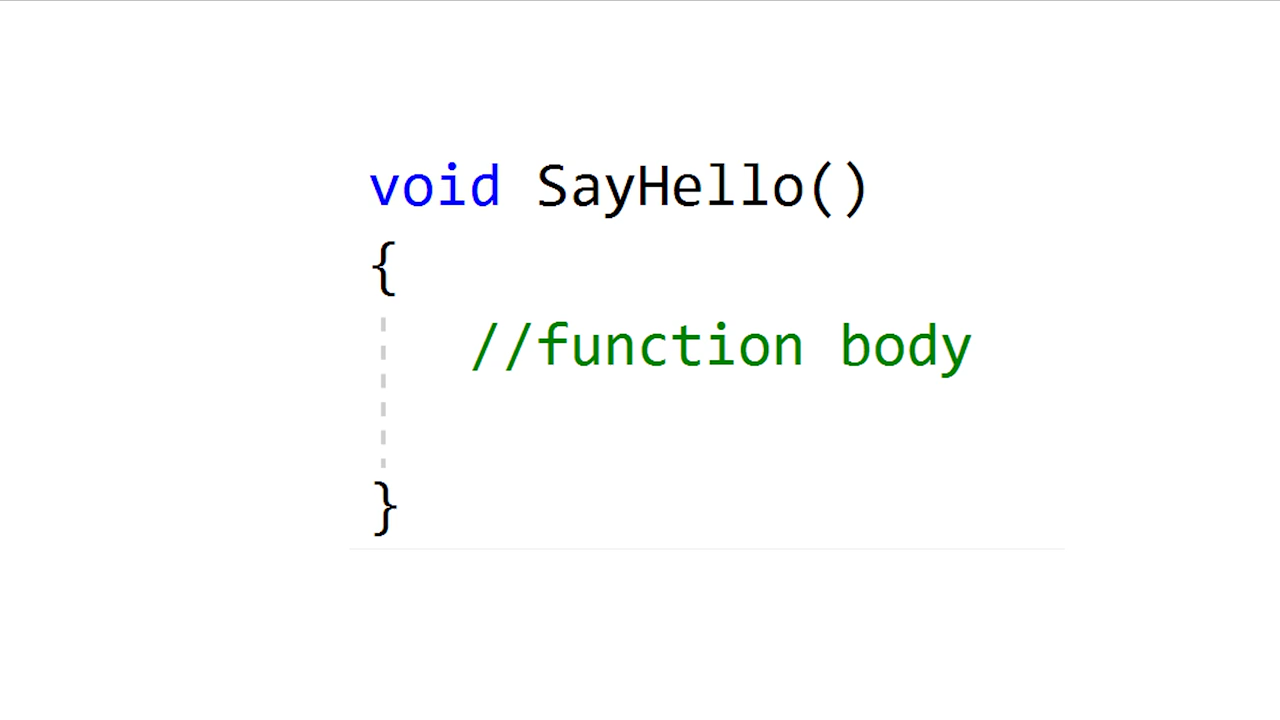 void SayHello()
{
//function body
}